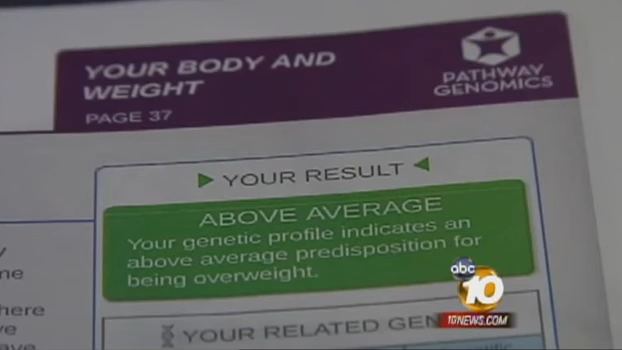 YOUR BODY AND
WEIGHT
PAGE 37
PATHWAY
GENOMICS
YOUR RESULT
ABOVE AVERAGE
Your genetic profile indicates an
above average predisposition for
being overweight.
YOUR RELATED GEN
abc
10
10NEWS.COM